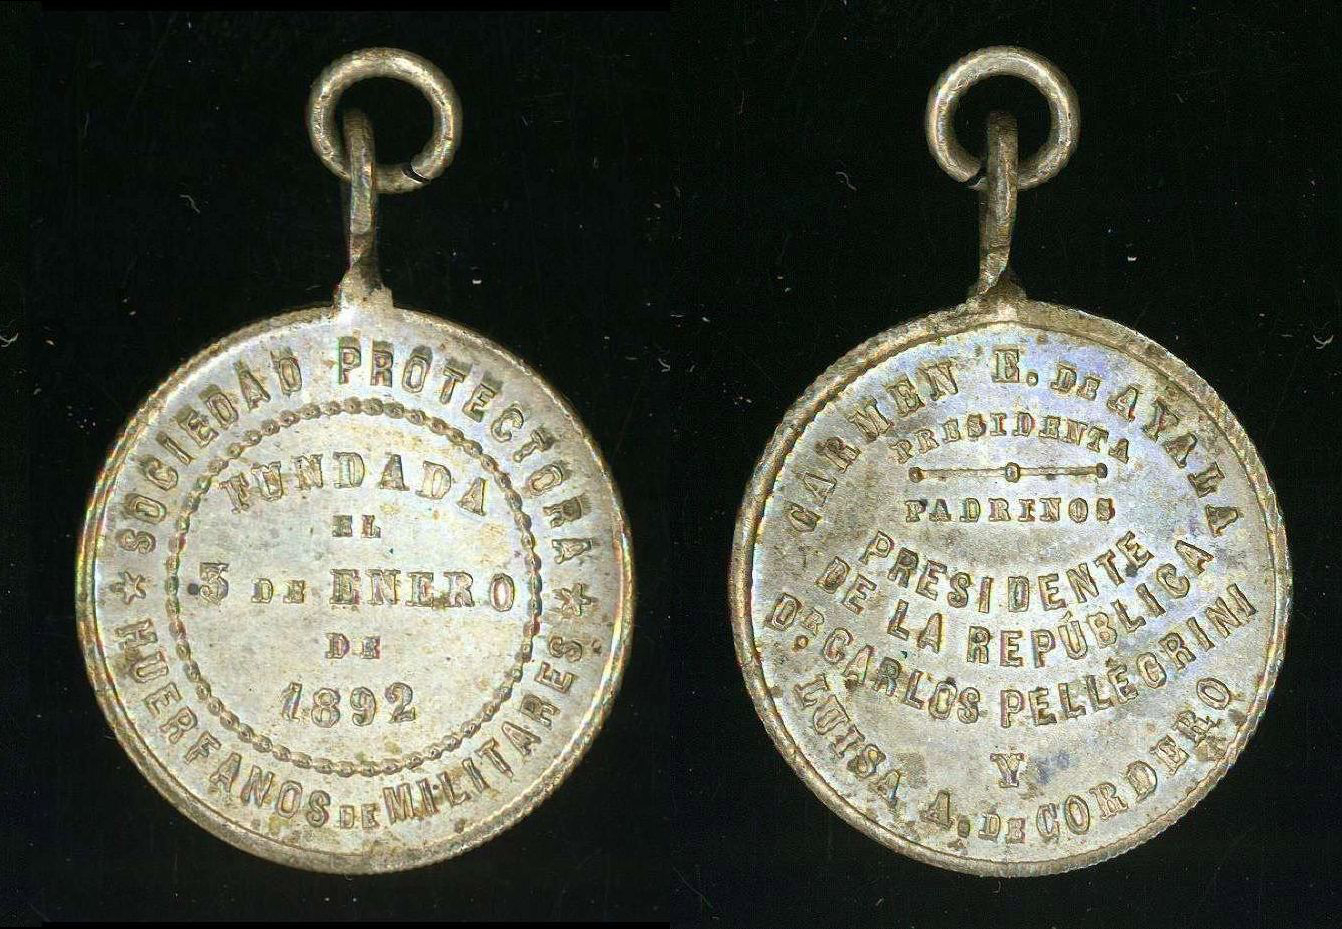 SOCIEDAD PROTECTORA
HUERFANOS DE MILITARES
FUNDADA
EL
3 DE ENERO
DE
1892
CARMEN E. DE AYALA
PRESIDENTA
PADRINOS
PRESIDENTE
DE LA REPÚBLICA
Dr CARLOS PELLEGRINI
Y
LUISA A. DE CORDERO